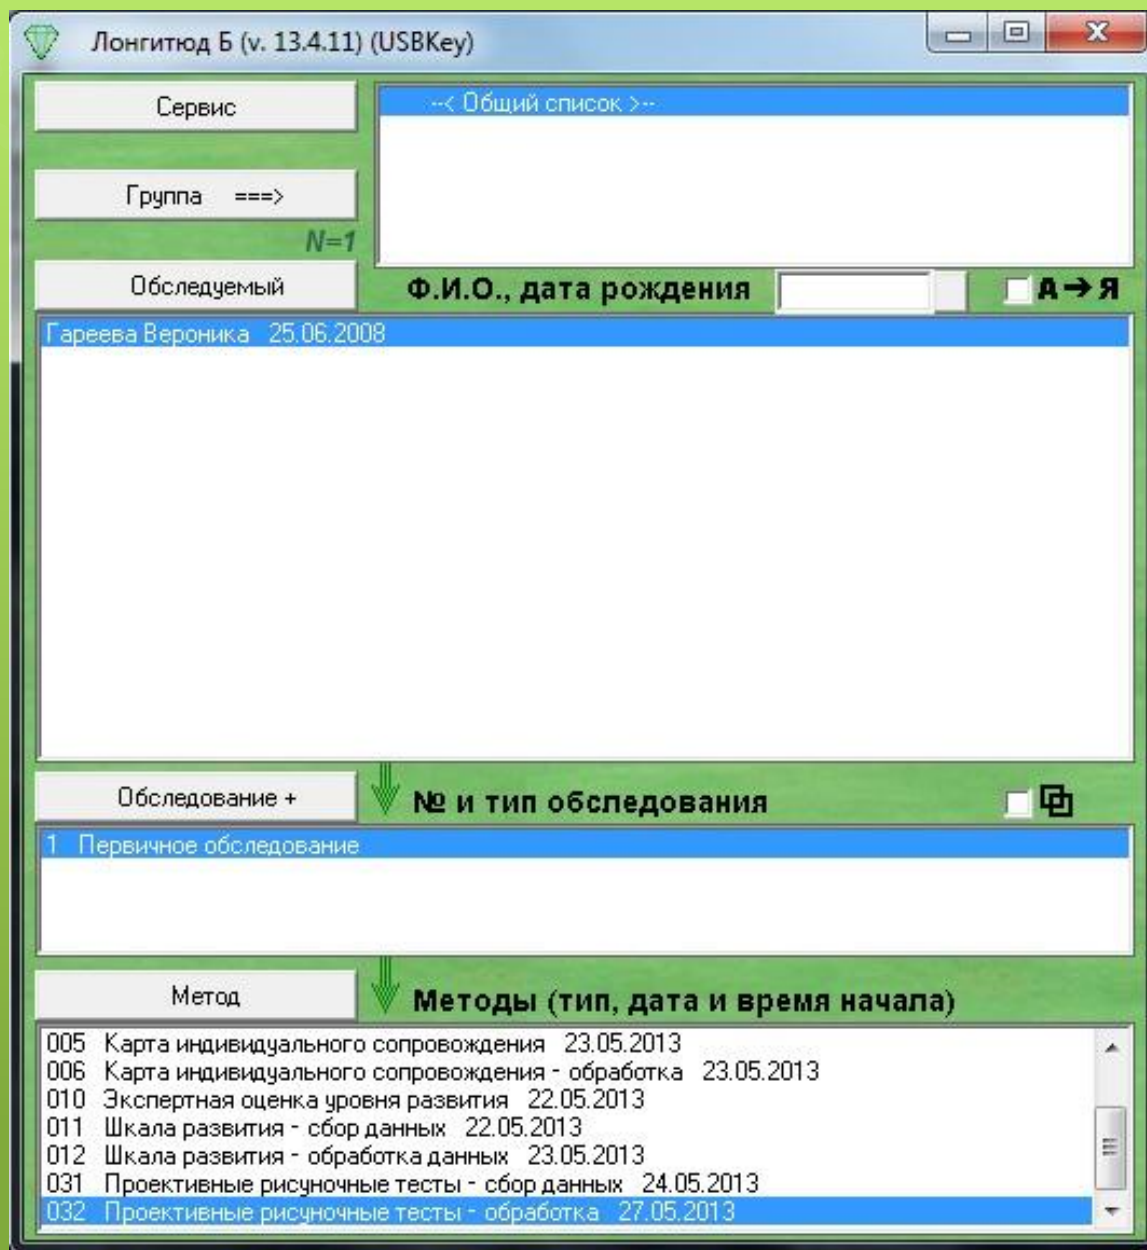 Лонгитюд Б (v. 13.4.11) (USBKey)
Сервис
--< Общий список >--
Группа ===>
N=1
Обследуемый
Ф.И.О., дата рождения
А→Я
Гареева Вероника 25.06.2008
Обследование +
№ и тип обследования
1 Первичное обследование
Метод
Методы (тип, дата и время начала)
005 Карта индивидуального сопровождения 23.05.2013
006 Карта индивидуального сопровождения - обработка 23.05.2013
010 Экспертная оценка уровня развития 22.05.2013
011 Шкала развития - сбор данных 22.05.2013
012 Шкала развития - обработка данных 23.05.2013
031 Проективные рисуночные тесты - сбор данных 24.05.2013
032 Проективные рисуночные тесты - обработка 27.05.2013